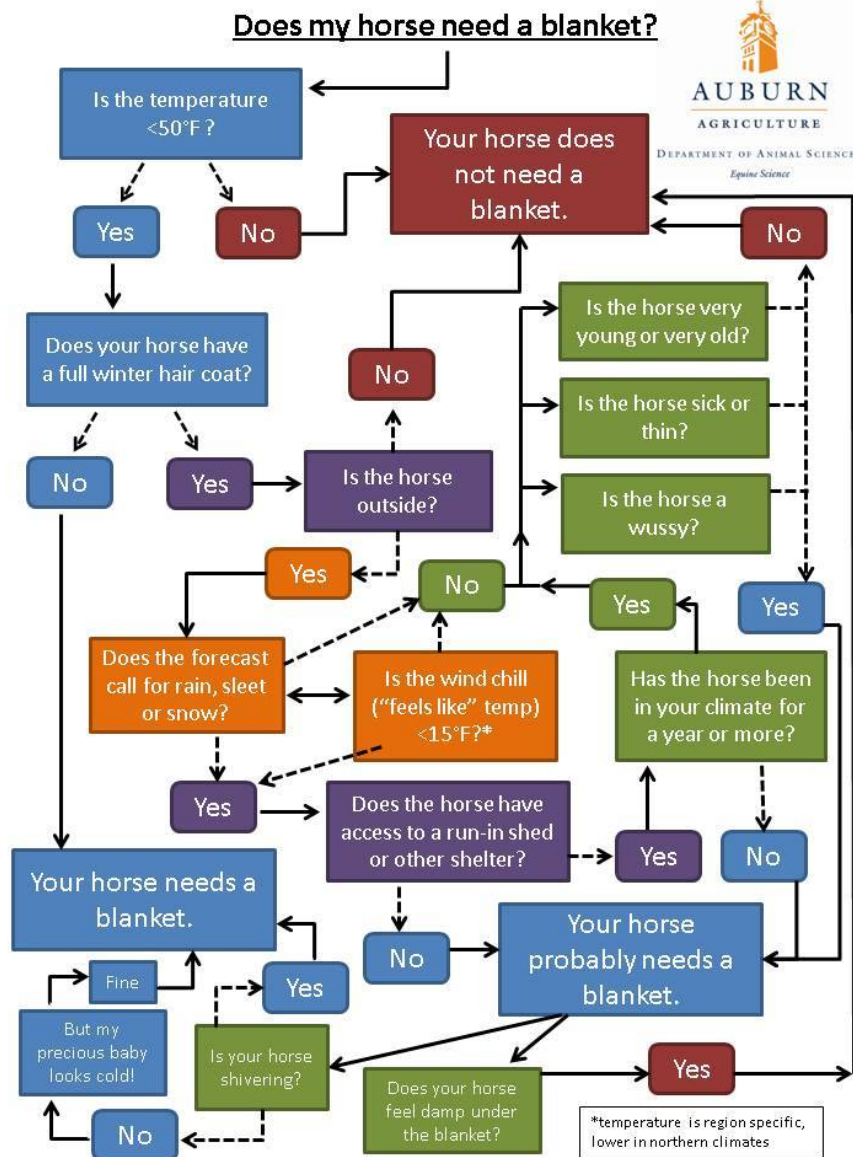 Does my horse need a blanket?
AUBURN
AGRICULTURE
DEPARTMENT OF ANIMAL SCIENCE
Equine Science
Is the temperature
<50°F ?
Your horse does
not need a
blanket.
Yes
No
No
Does your horse have
a full winter hair coat?
No
Is the horse very
young or very old?
Is the horse sick or
thin?
No
Yes
Is the horse
outside?
Is the horse a
wussy?
Yes
No
Yes
Yes
Does the forecast
call for rain, sleet
or snow?
Is the wind chill
("feels like" temp)
<15°F?*
Has the horse been
in your climate for
a year or more?
Yes
Does the horse have
access to a run-in shed
or other shelter?
Yes
No
Your horse needs a
blanket.
No
Your horse
probably needs a
blanket.
Fine
Yes
But my
precious baby
looks cold!
Is your horse
shivering?
Does your horse
feel damp under
the blanket?
Yes
No
*temperature is region specific,
lower in northern climates